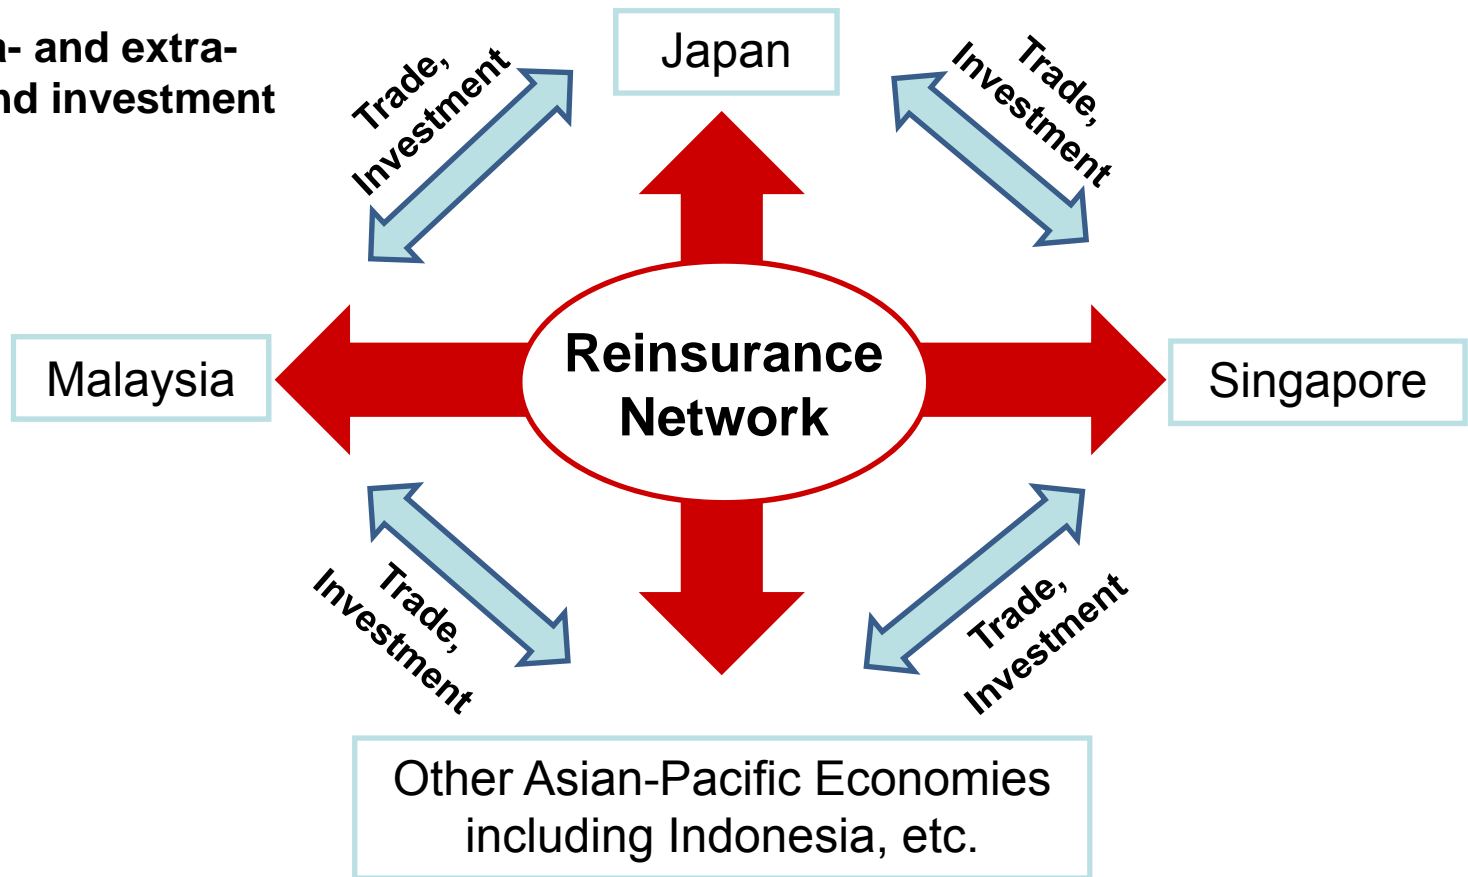 a- and extra-
nd investment
Japan
Trade,
Investment
Trade,
Investment
Malaysia
Reinsurance
Network
Singapore
Trade,
Investment
Trade,
Investment
Other Asian-Pacific Economies
including Indonesia, etc.